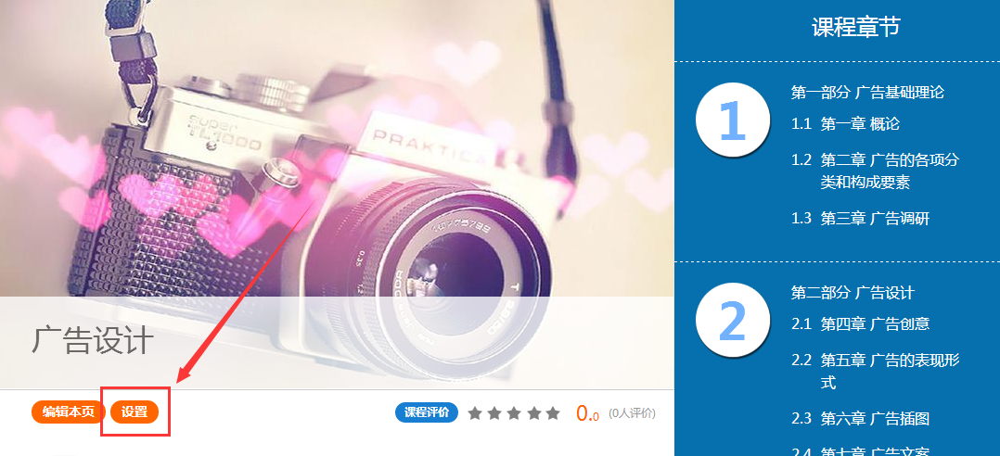 super
TL1000
PRAKTICA
广告设计
编辑本页
设置
课程评价
0.0
(0人评价)
课程章节
1
第一部分 广告基础理论
1.1 第一章 概论
1.2 第二章 广告的各项分
类和构成要素
1.3 第三章 广告调研
2
第二部分 广告设计
2.1 第四章 广告创意
2.2 第五章 广告的表现形
式
2.3 第六章 广告插图
2.4 第七章 广告文案